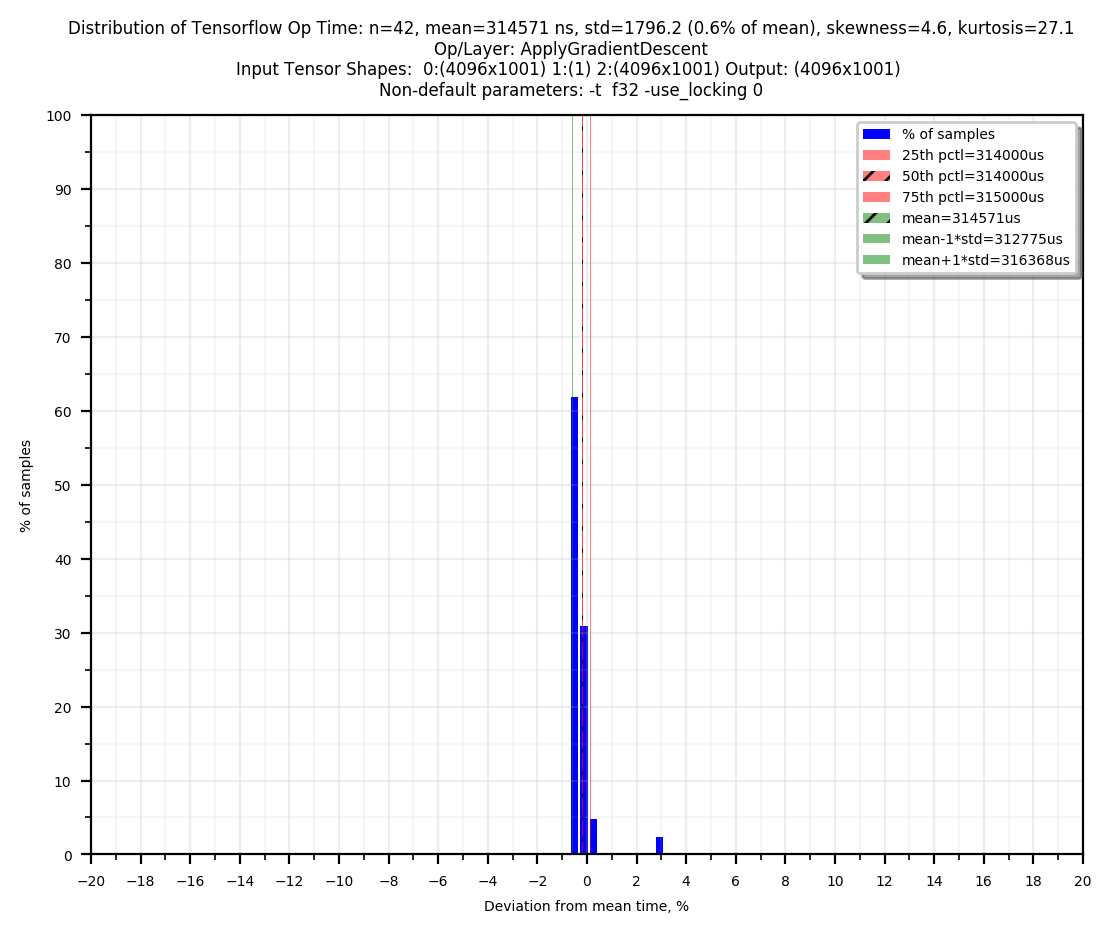 Distribution of Tensorflow Op Time: n=42, mean=314571 ns, std=1796.2 (0.6% of mean), skewness=4.6, kurtosis=27.1
Op/Layer: ApplyGradientDescent
Input Tensor Shapes:  0:(4096x1001) 1:(1) 2:(4096x1001) Output: (4096x1001)
Non-default parameters: -t  f32 -use_locking 0
% of samples
25th pctl=314000us
50th pctl=314000us
75th pctl=315000us
mean=314571us
mean-1*std=312775us
mean+1*std=316368us
100
90
80
70
60
50
40
30
20
10
0
% of samples
−20 −18 −16 −14 −12 −10 −8 −6 −4 −2 0 2 4 6 8 10 12 14 16 18 20
Deviation from mean time, %